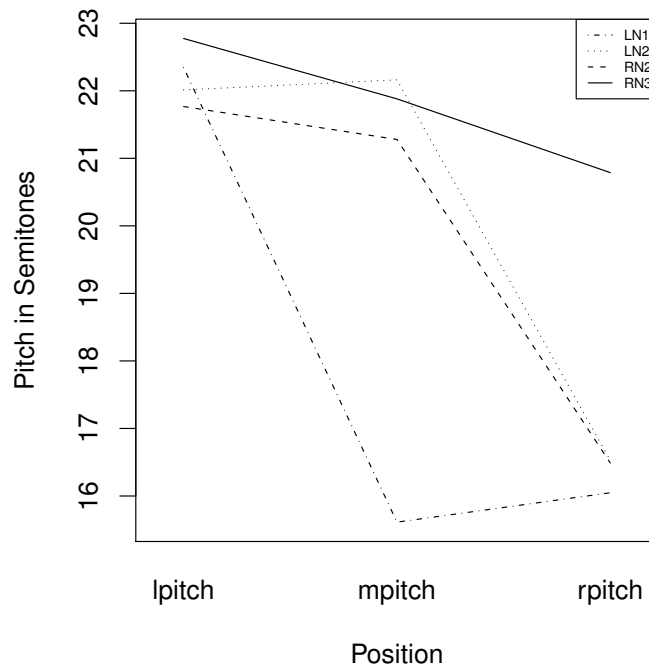 23
22
21
20
19
18
17
16
Pitch in Semitones
LN1
LN2
RN2
RN3
lpitch mpitch rpitch
Position